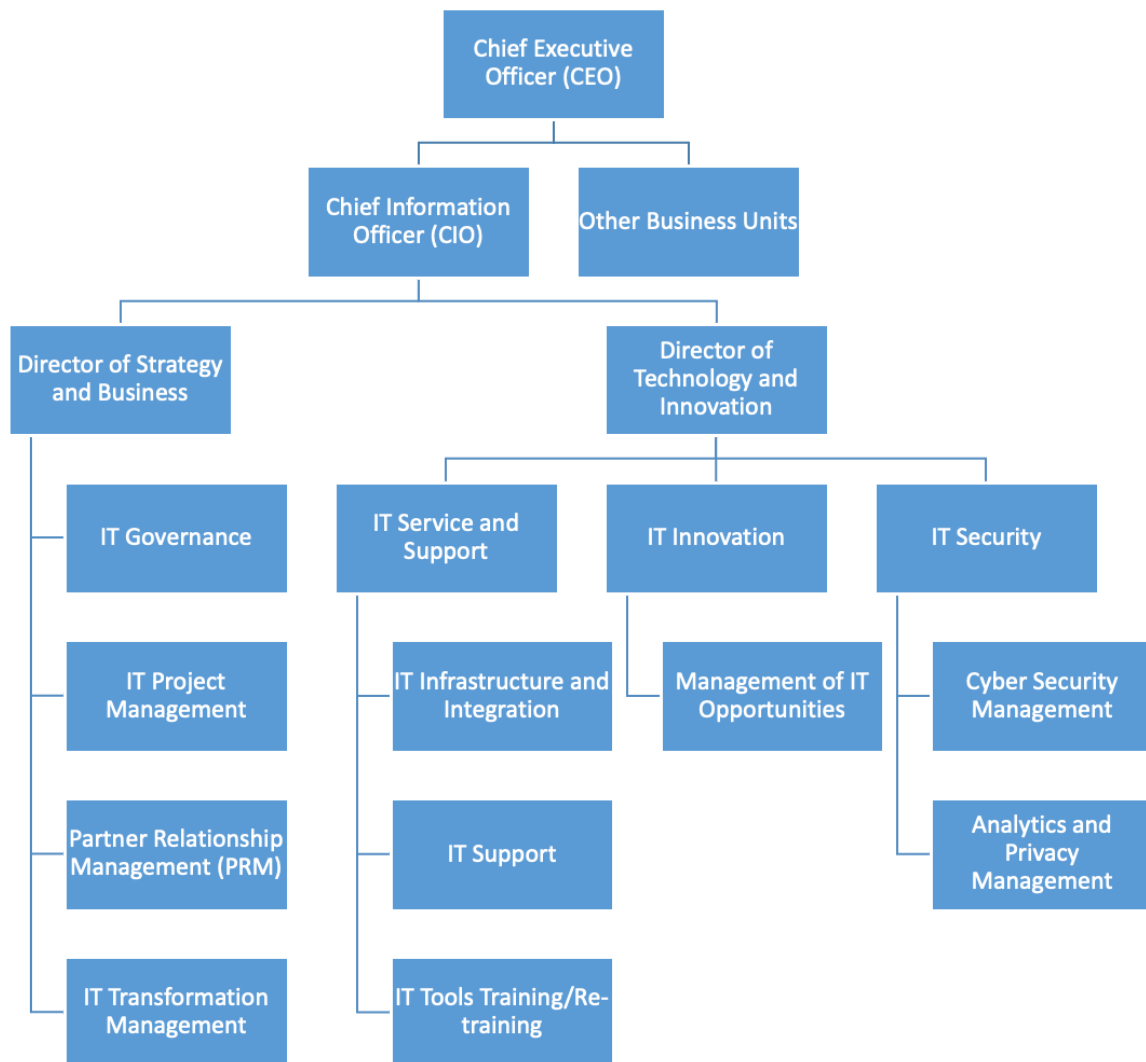 Chief Executive
Officer (CEO)
Chief Information
Officer (CIO)
Other Business Units
Director of Strategy
and Business
Director of
Technology and
Innovation
IT Governance
IT Service and
Support
IT Innovation
IT Security
IT Project
Management
IT Infrastructure and
Integration
Management of IT
Opportunities
Cyber Security
Management
Partner Relationship
Management (PRM)
IT Support
Analytics and
Privacy
Management
IT Transformation
Management
IT Tools Training/Re-
training